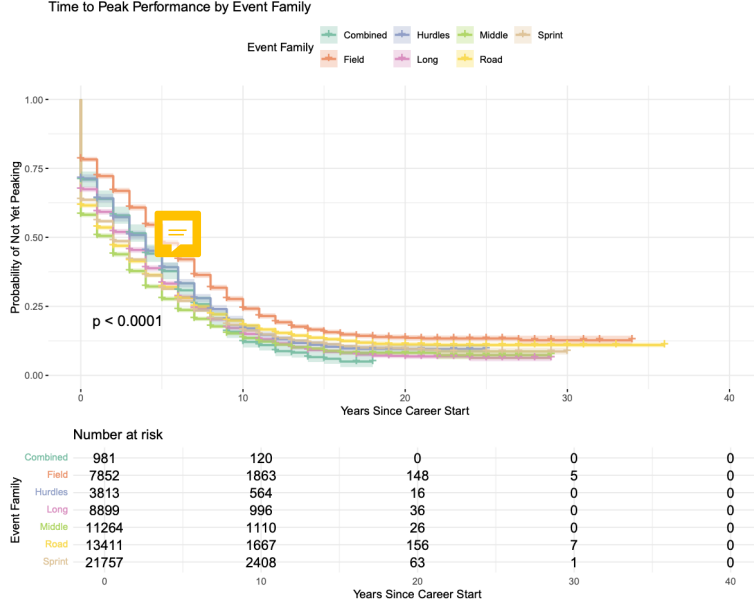 Time to Peak Performance by Event Family
Event Family
Combined Hurdles Middle Sprint
Field Long Road
Probability of Not Yet Peaking
1.00
0.75
0.50
0.25
0.00
p < 0.0001
0 10 20 30 40
Years Since Career Start
Number at risk
Event Family
Combined 981 120 0 0 0
Field 7852 1863 148 5 0
Hurdles 3813 564 16 0 0
Long 8899 996 36 0 0
Middle 11264 1110 26 0 0
Road 13411 1667 156 7 0
Sprint 21757 2408 63 1 0
0 10 20 30 40
Years Since Career Start